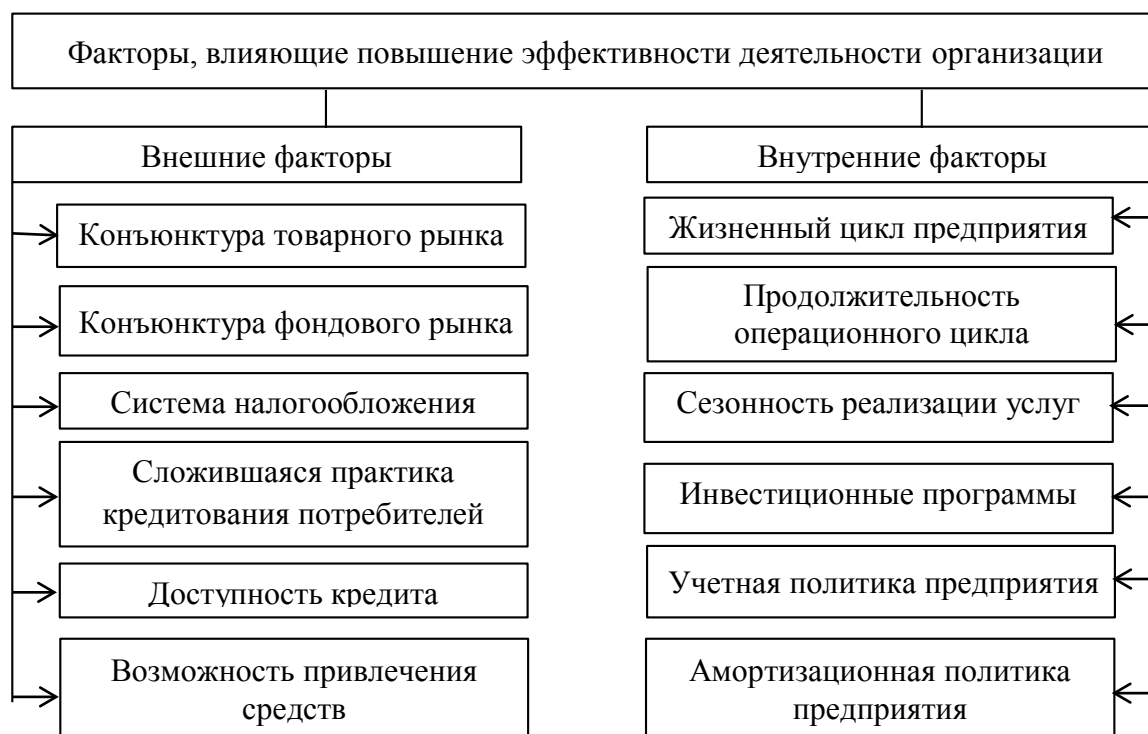 Факторы, влияющие повышение эффективности деятельности организации
Внешние факторы
Конъюнктура товарного рынка
Конъюнктура фондового рынка
Система налогообложения
Сложившаяся практика
кредитования потребителей
Доступность кредита
Возможность привлечения
средств
Внутренние факторы
Жизненный цикл предприятия
Продолжительность
операционного цикла
Сезонность реализации услуг
Инвестиционные программы
Учетная политика предприятия
Амортизационная политика
предприятия